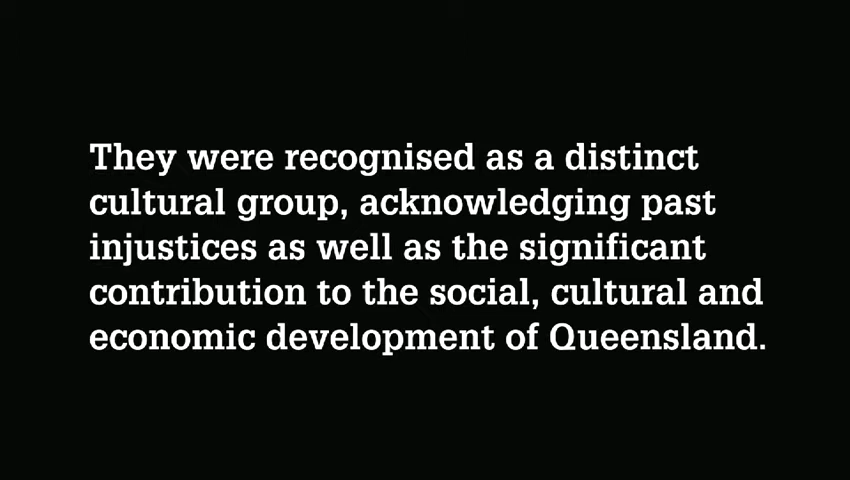 They were recognised as a distinct
cultural group, acknowledging past
injustices as well as the significant
contribution to the social, cultural and
economic development of Queensland.